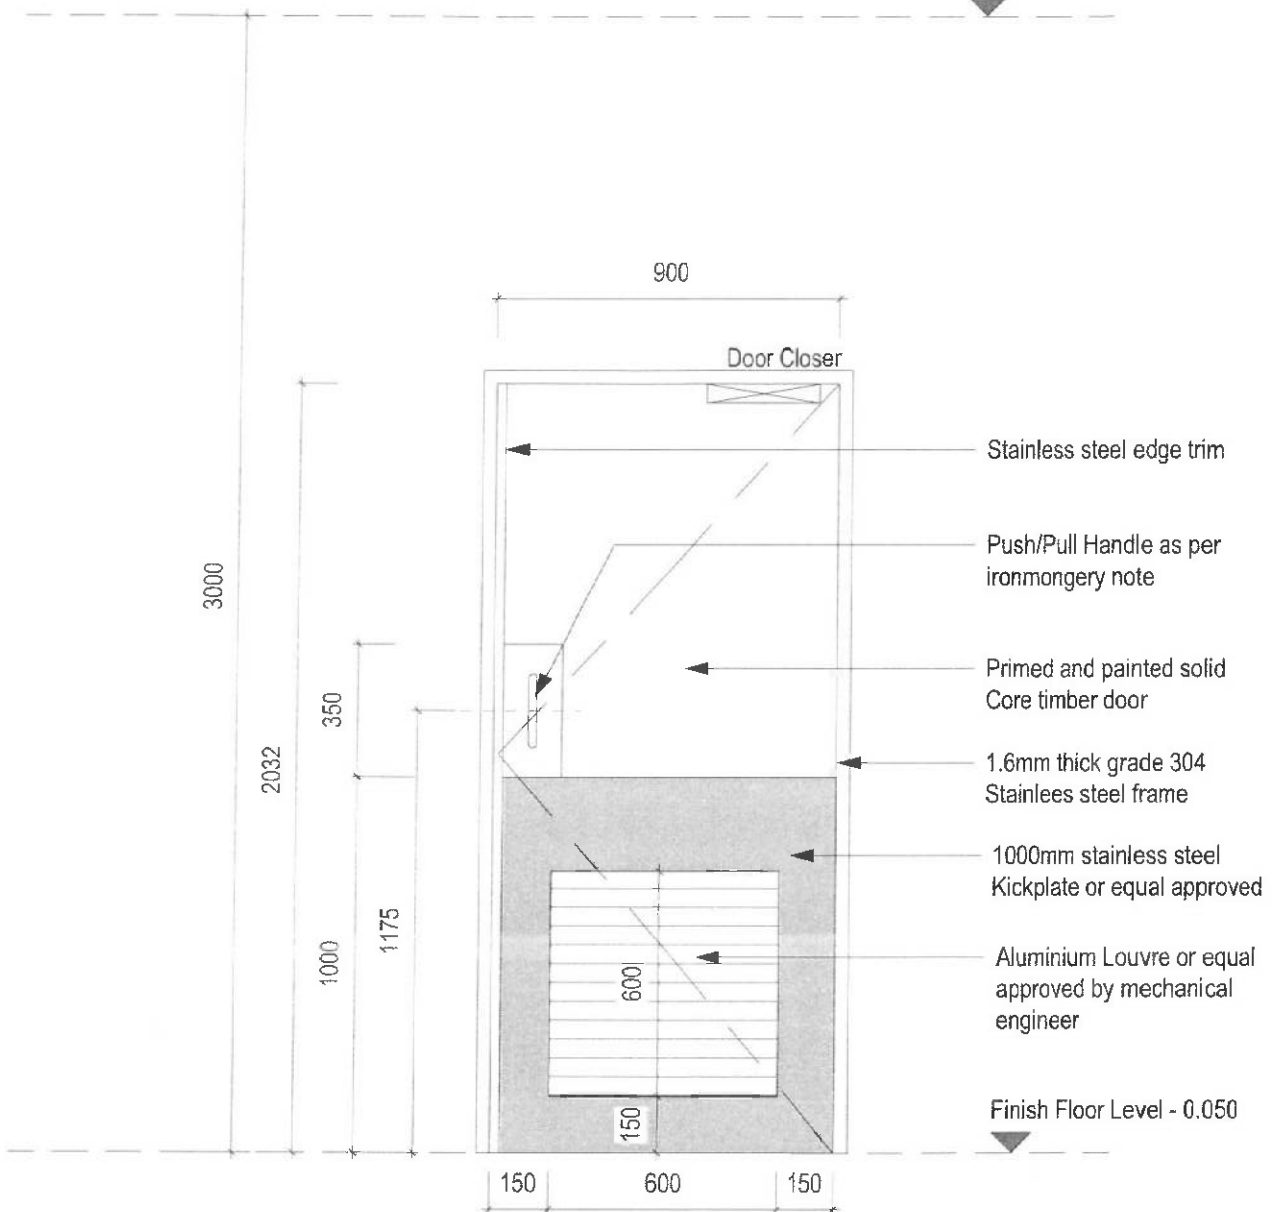 900
Door Closer
Stainless steel edge trim
Push/Pull Handle as per
ironmongery note
3000
Primed and painted solid
Core timber door
350
2032
1.6mm thick grade 304
Stainlees steel frame
1000mm stainless steel
Kickplate or equal approved
1175
1000
Aluminium Louvre or equal
approved by mechanical
engineer
600
Finish Floor Level - 0.050
150
150
600
150